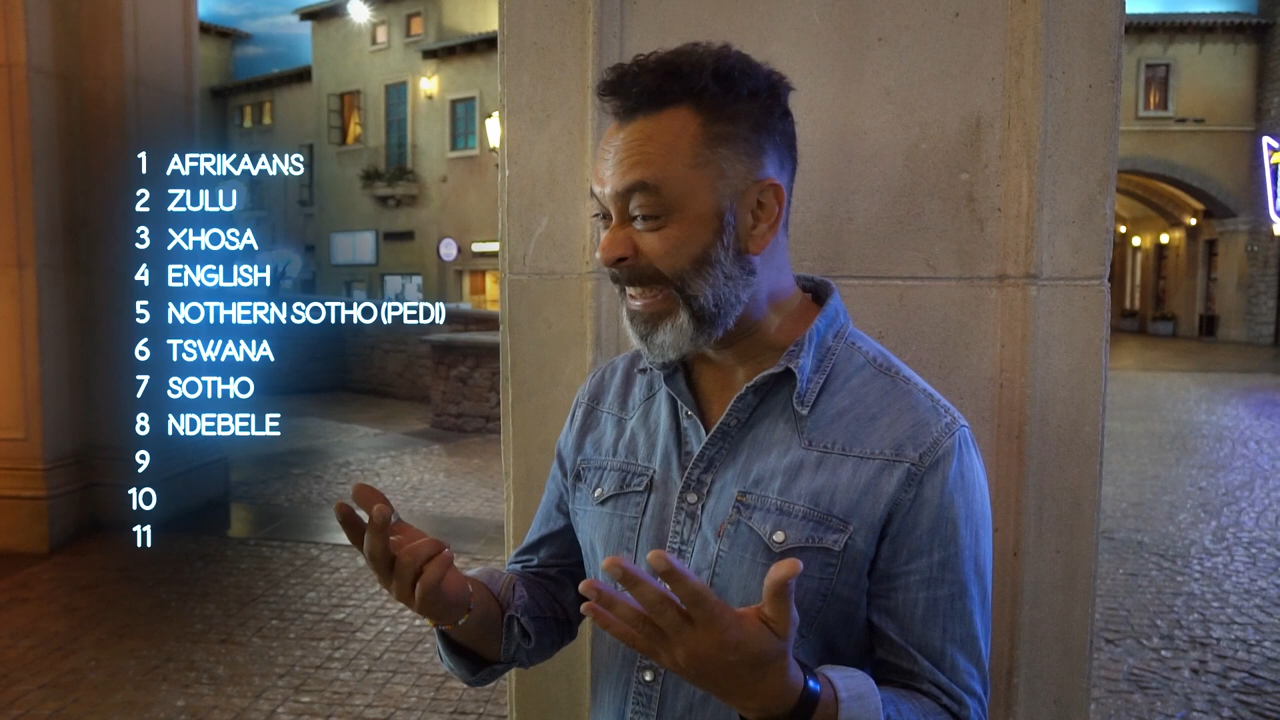 1 AFRIKAANS
2 ZULU
3 XHOSA
4 ENGLISH
5 NOTHERN SOTHO (PEDI)
6 TSWANA
7 SOTHO
8 NDEBELE
9
10
11